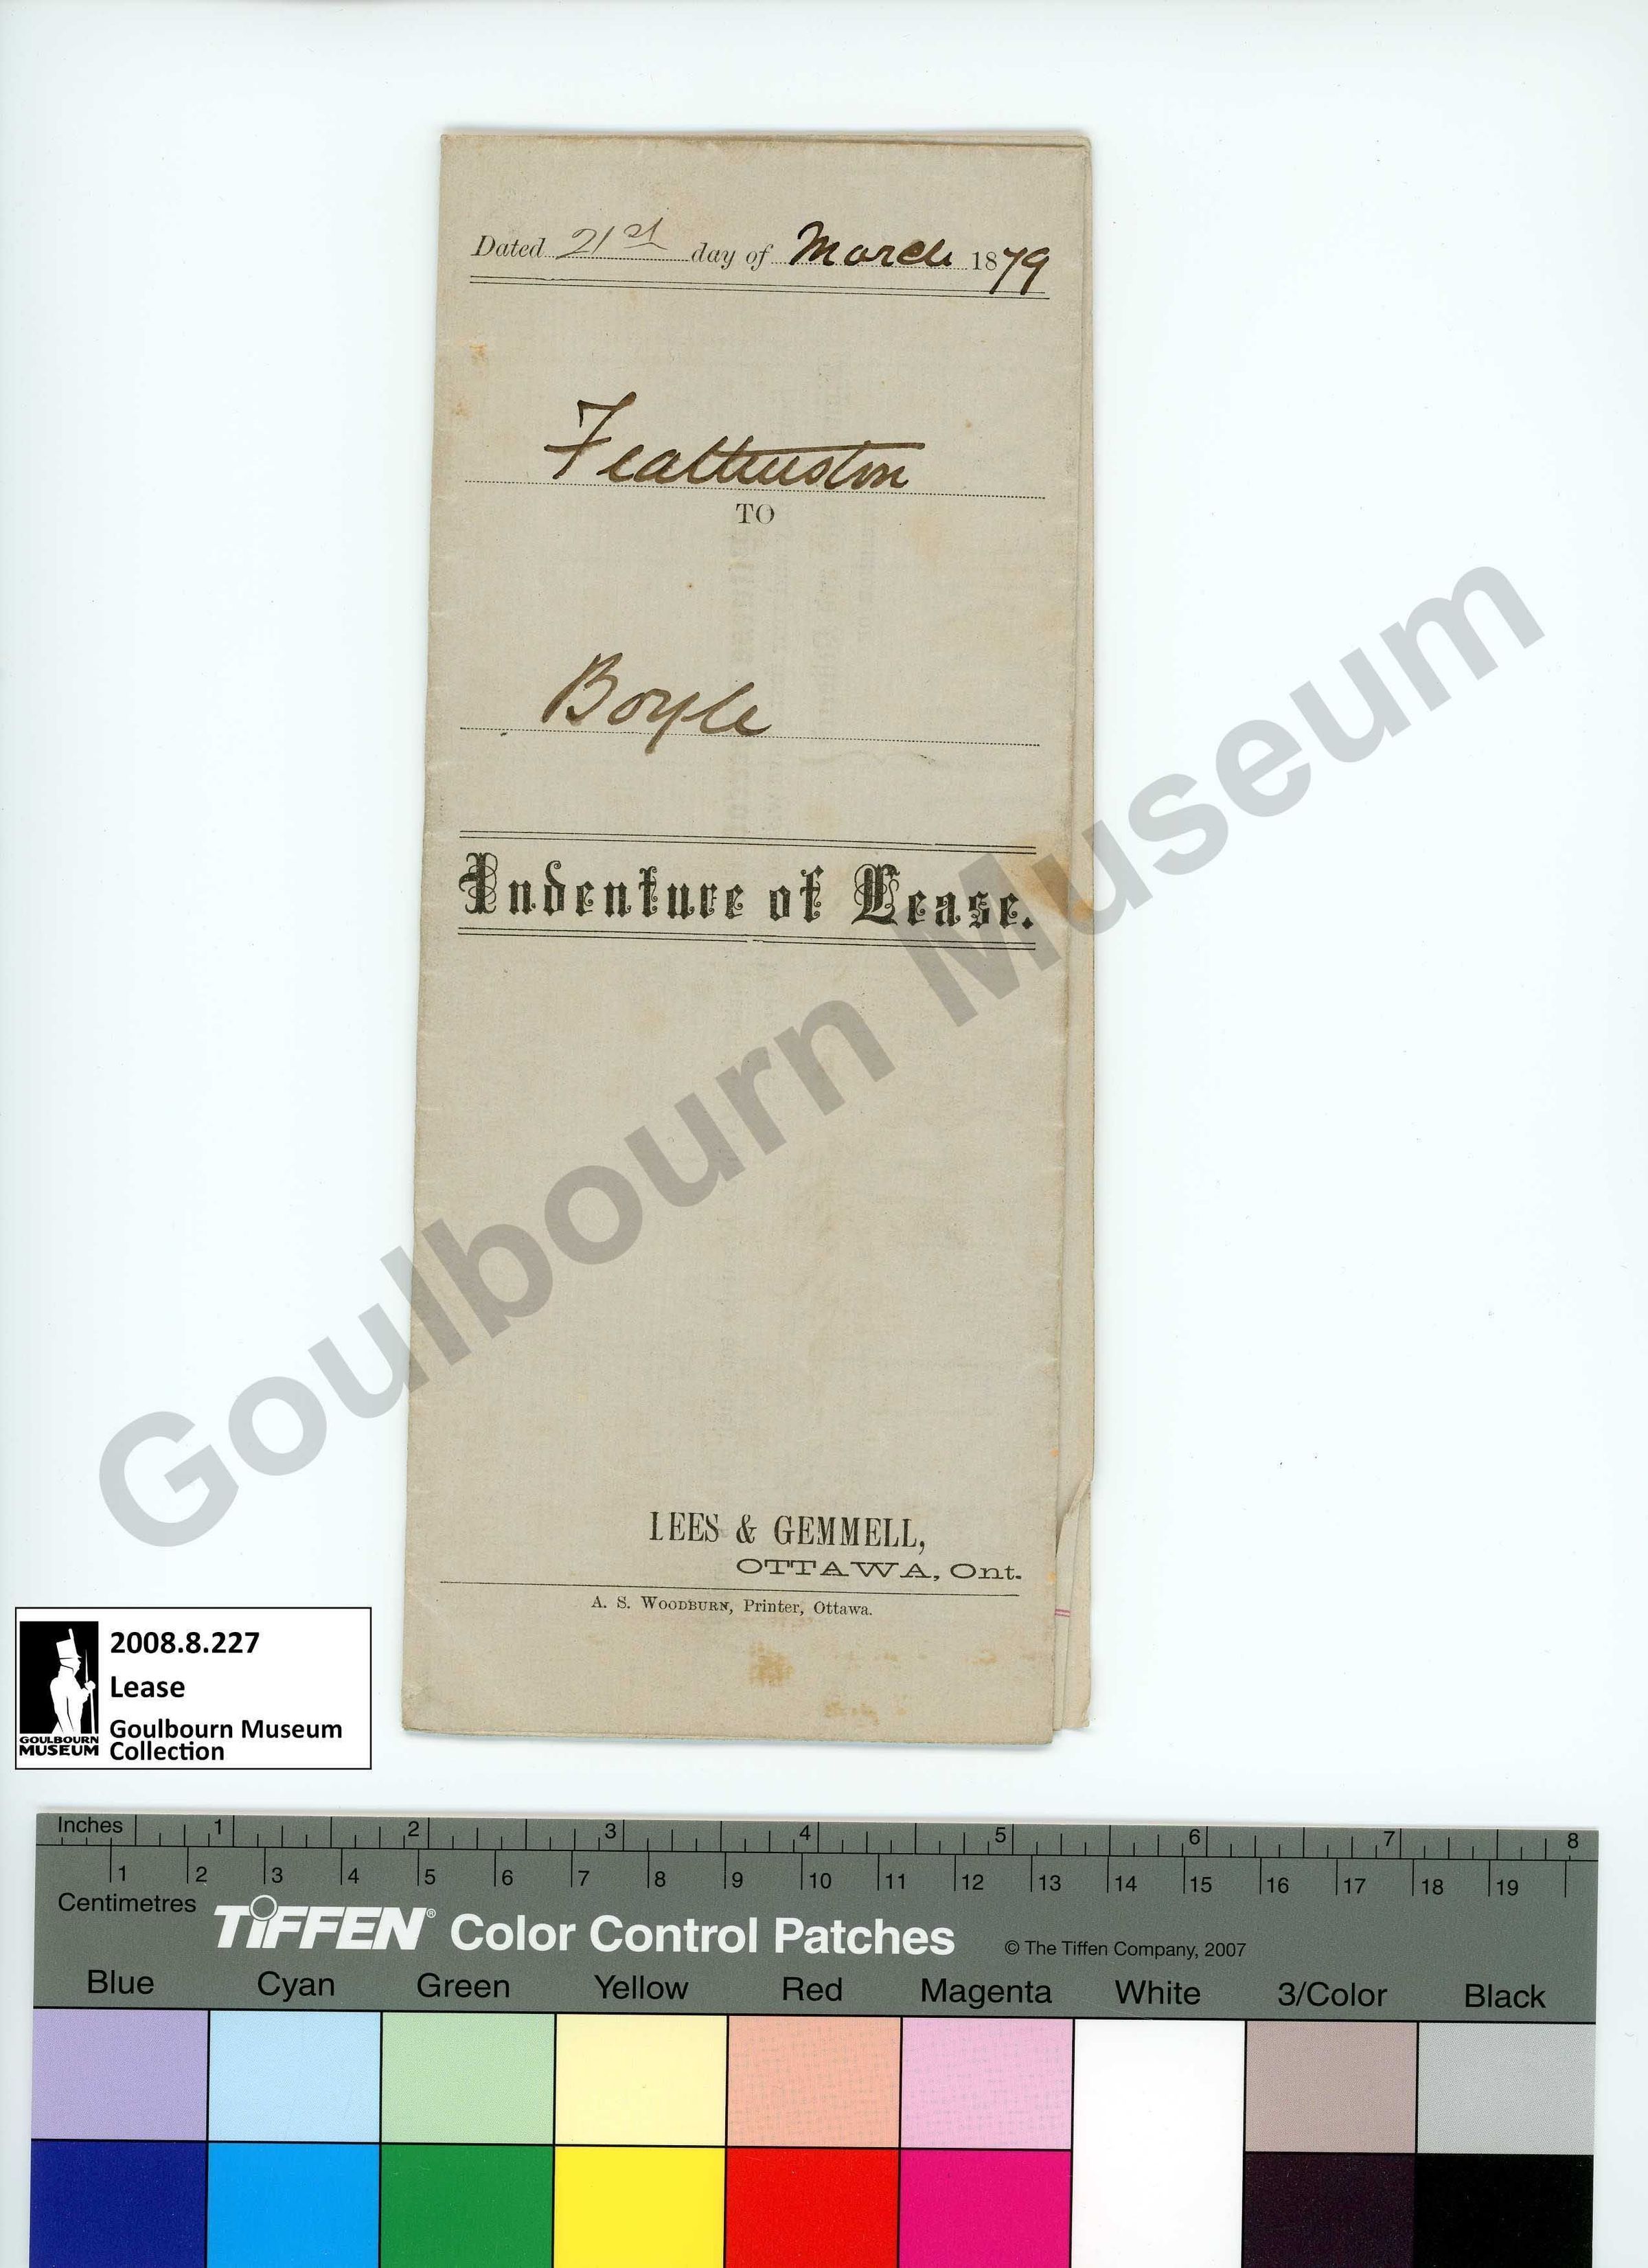 Dated 21st day of March 1879
Featherston
TO
Boyle
Indenture of Lease.
LEES & GEMMELL,
OTTAWA, Ont.
A. S. WOODBURN, Printer, Ottawa.
Goulbourn Museum
2008.8.227
Lease
Goulbourn Museum
Collection
GOULBOURN
MUSEUM
Inches 1 2 3 4 5 6 7 8
1 2 3 4 5 6 7 8 9 10 11 12 13 14 15 16 17 18 19
Centimetres
TIFFEN® Color Control Patches © The Tiffen Company, 2007
Blue Cyan Green Yellow Red Magenta White 3/Color Black